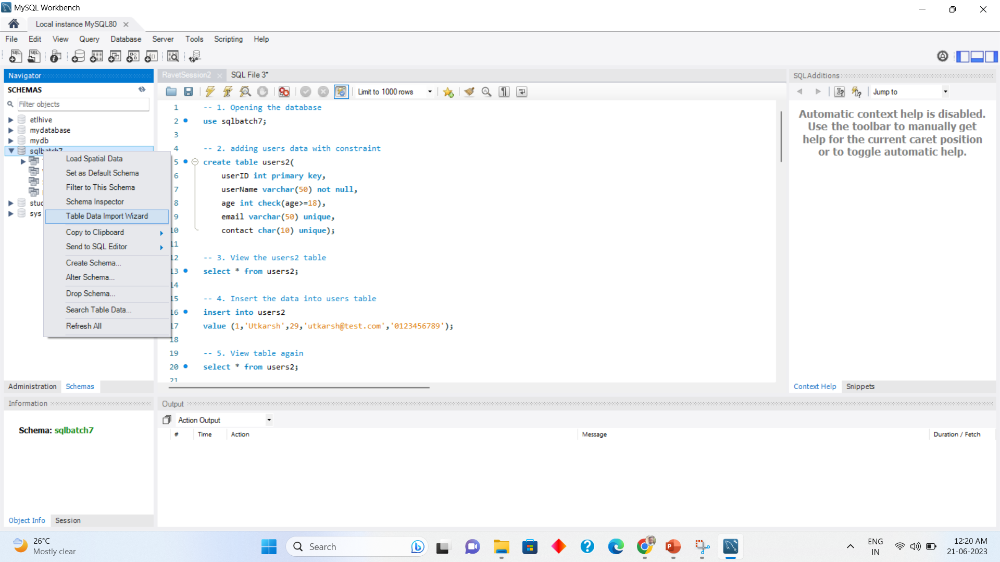 MySQL Workbench
Local instance MySQL80
File Edit View Query Database Server Tools Scripting Help
Navigator
SCHEMAS
Filter objects
etlhive
mydatabase
mydb
sqlbatch7
stud
sys
Load Spatial Data
Set as Default Schema
Filter to This Schema
Schema Inspector
Table Data Import Wizard
Copy to Clipboard
Send to SQL Editor
Create Schema...
Alter Schema...
Drop Schema...
Search Table Data...
Refresh All
Administration Schemas
Information
Schema: sqlbatch7
Object Info Session
RavetSession2 SQL File 3*
Limit to 1000 rows
1 -- 1. Opening the database
2 use sqlbatch7;
3
4 -- 2. adding users data with constraint
5 create table users2(
6 userID int primary key,
7 userName varchar(50) not null,
8 age int check(age>=18),
9 email varchar(50) unique,
10 contact char(10) unique);
11
12 -- 3. View the users2 table
13 select * from users2;
14
15 -- 4. Insert the data into users table
16 insert into users2
17 value (1,'Utkarsh',29,'utkarsh@test.com','0123456789');
18
19 -- 5. View table again
20 select * from users2;
21
SQLAdditions
Jump to
Automatic context help is disabled.
Use the toolbar to manually get
help for the current caret position
or to toggle automatic help.
Context Help Snippets
Output
Action Output
# Time Action Message Duration / Fetch
26°C
Mostly clear
Search
ENG
IN
12:20 AM
21-06-2023